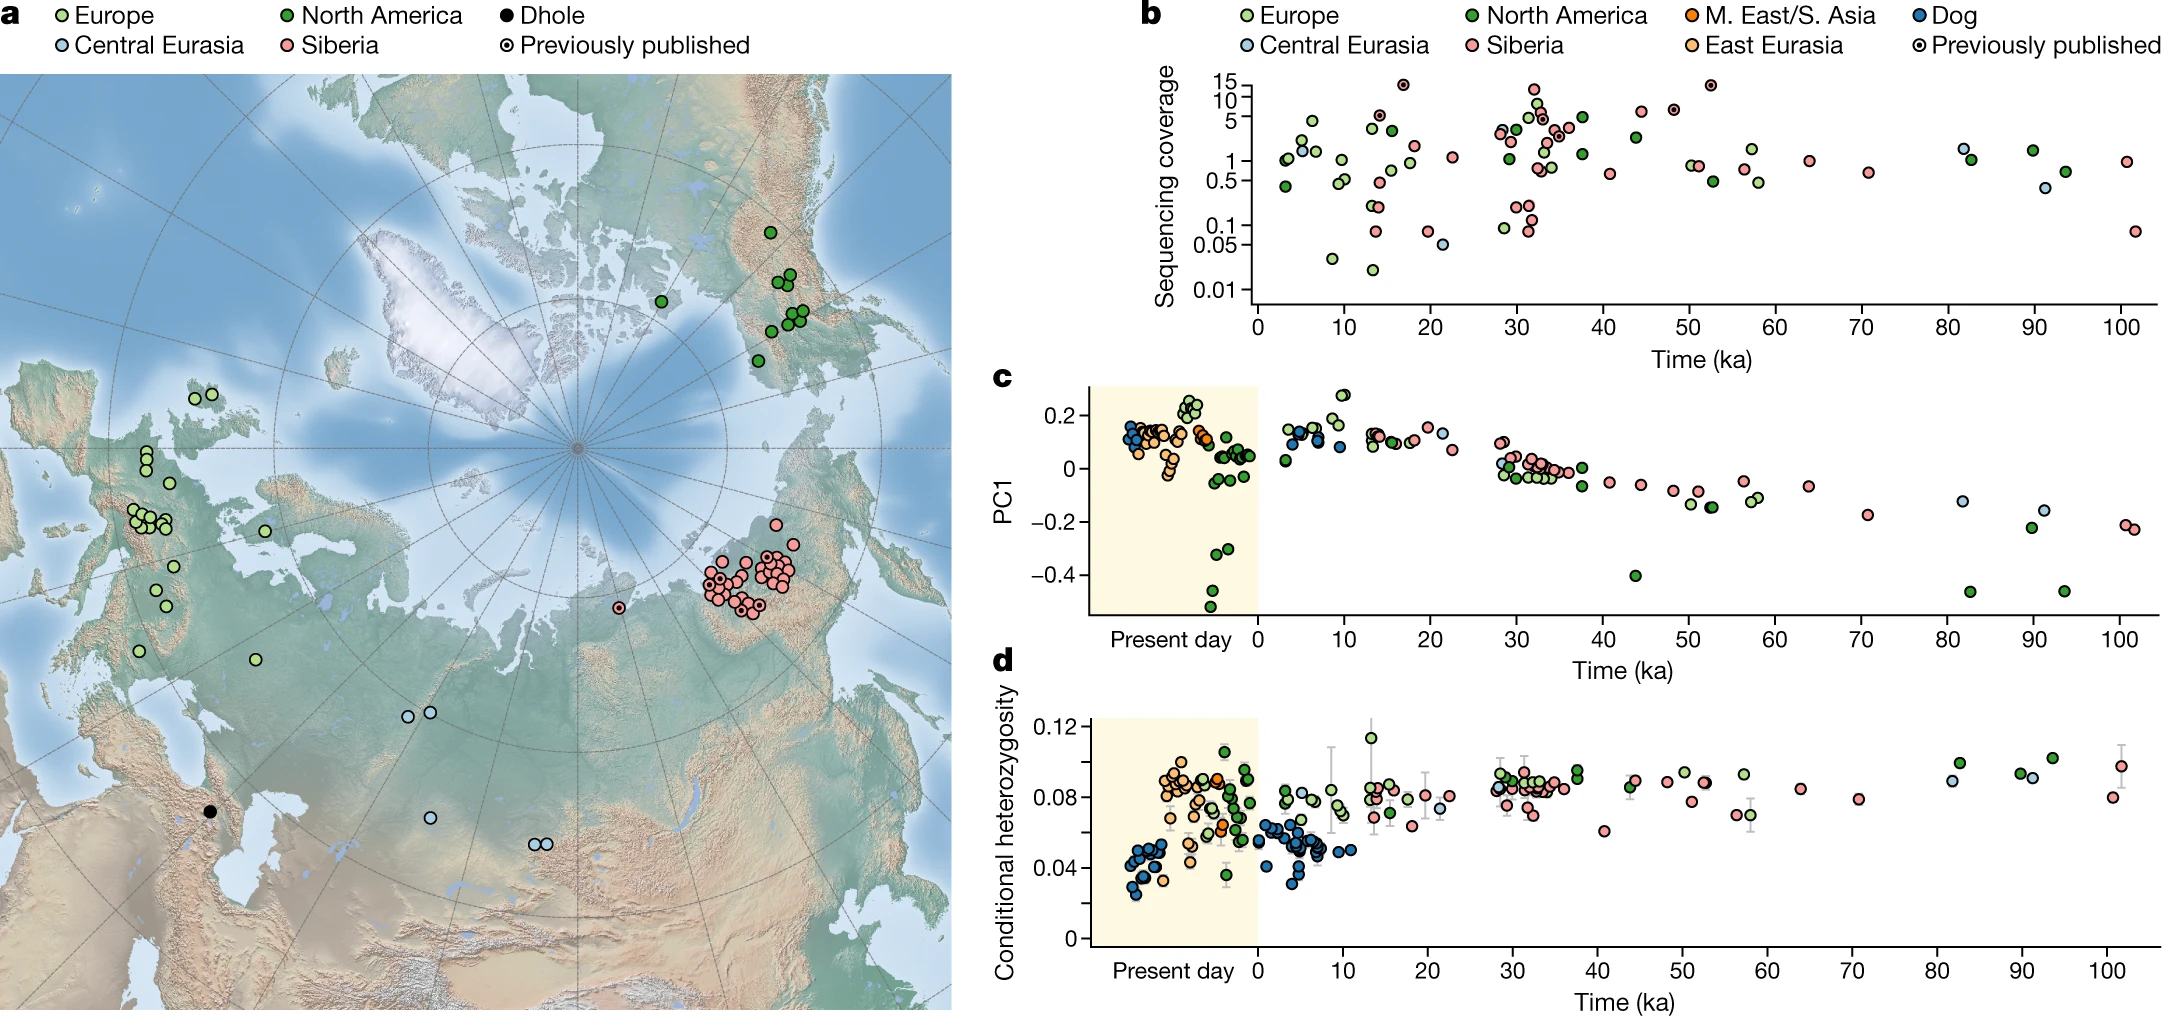 a
Europe North America Dhole
Central Eurasia Siberia Previously published
b
Europe North America M. East/S. Asia Dog
Central Eurasia Siberia East Eurasia Previously published
Sequencing coverage
15
10
5
1
0.5
0.1
0.05
0.01
0 10 20 30 40 50 60 70 80 90 100
Time (ka)
c
PC1
0.2
0
−0.2
−0.4
Present day 0 10 20 30 40 50 60 70 80 90 100
Time (ka)
d
Conditional heterozygosity
0.12
0.08
0.04
0
Present day 0 10 20 30 40 50 60 70 80 90 100
Time (ka)